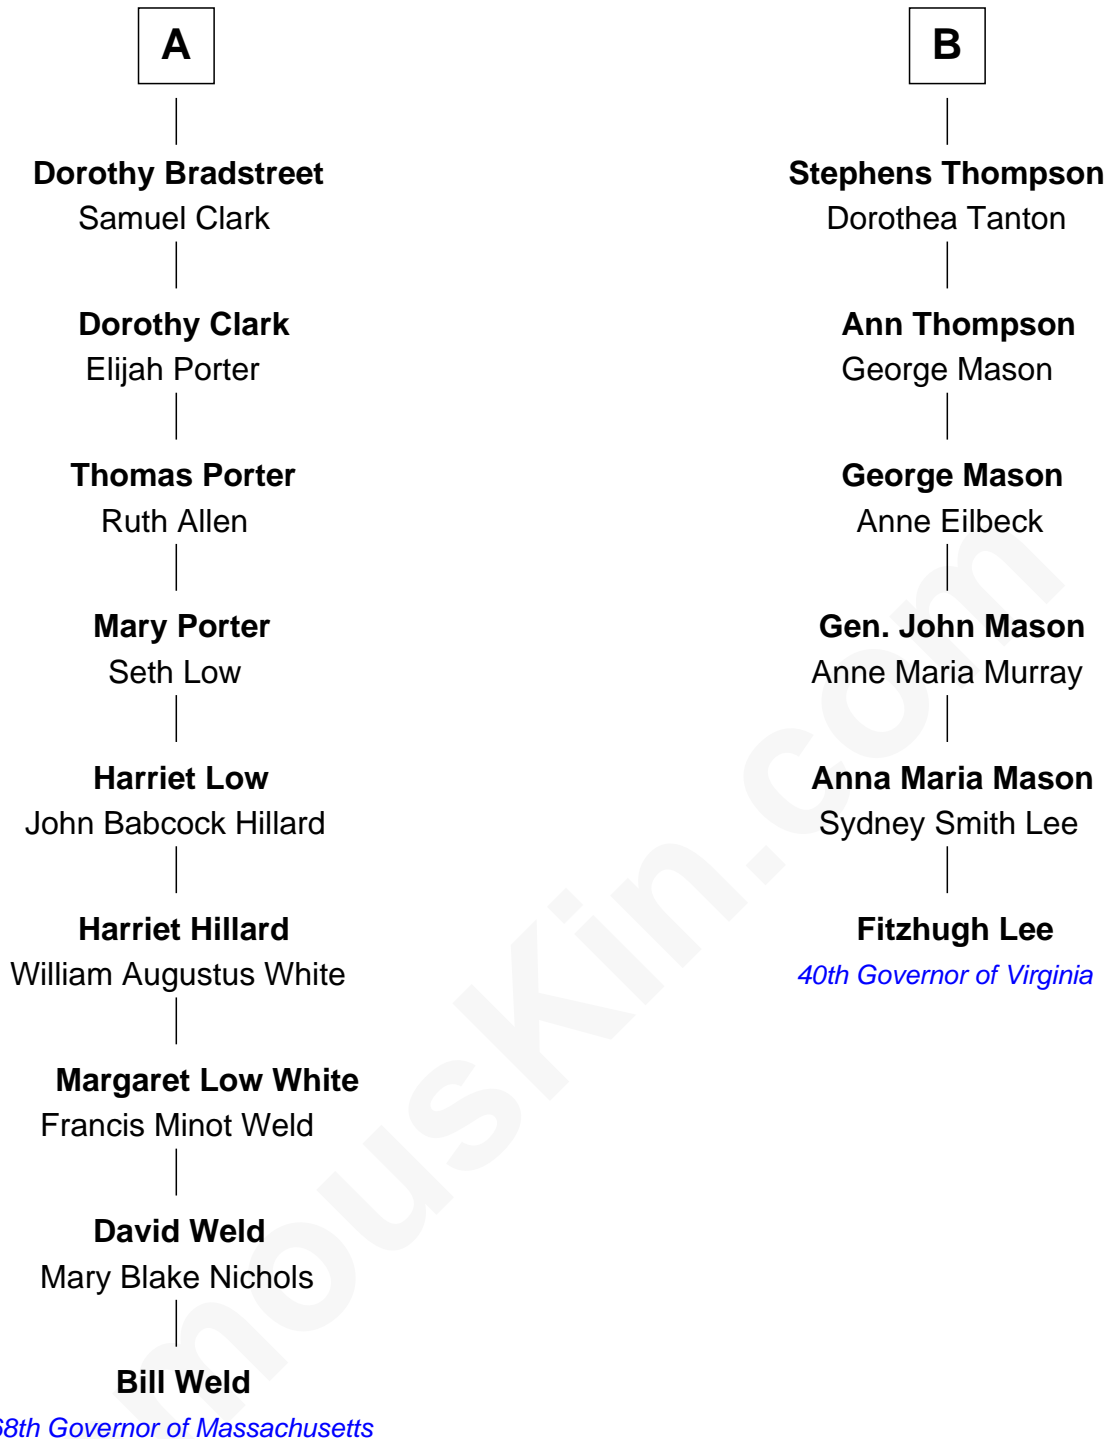 A
Dorothy Bradstreet
Samuel Clark
Dorothy Clark
Elijah Porter
Thomas Porter
Ruth Allen
Mary Porter
Seth Low
Harriet Low
John Babcock Hillard
Harriet Hillard
William Augustus White
Margaret Low White
Francis Minot Weld
David Weld
Mary Blake Nichols
Bill Weld
68th Governor of Massachusetts
B
Stephens Thompson
Dorothea Tanton
Ann Thompson
George Mason
George Mason
Anne Eilbeck
Gen. John Mason
Anne Maria Murray
Anna Maria Mason
Sydney Smith Lee
Fitzhugh Lee
40th Governor of Virginia
mouskin.com